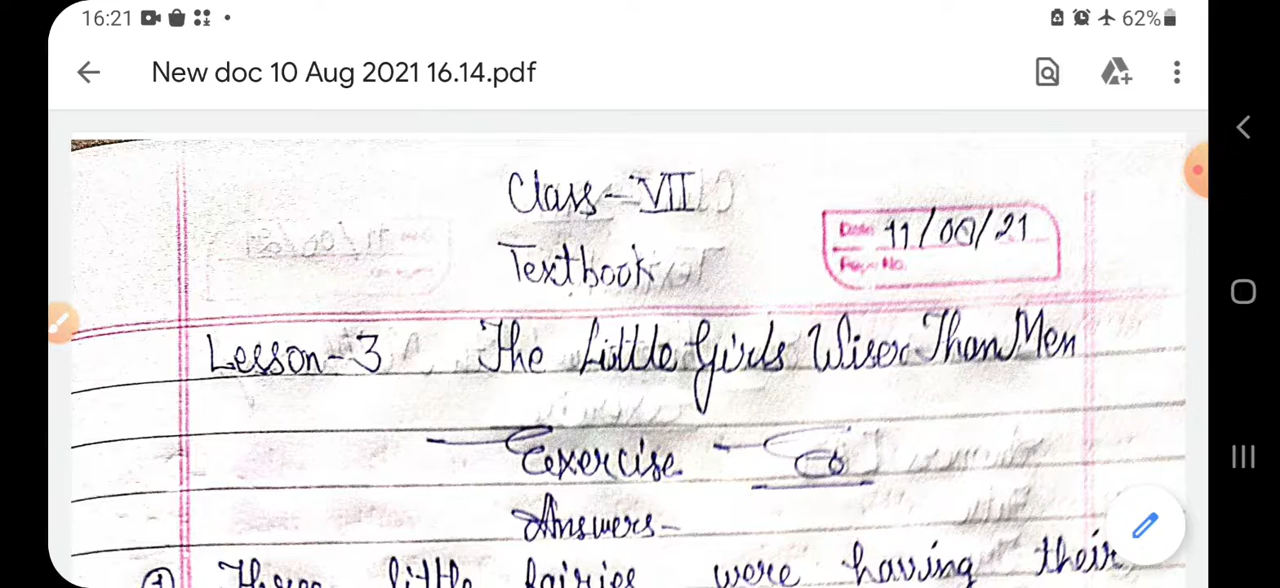 16:21 62%
New doc 10 Aug 2021 16.14.pdf
Class - VII
Date 11/00/21
Page No.
Textbook
Lesson-3 The Little Girls Wiser Than Men
Exercise -
Answers-
little fairies were having their